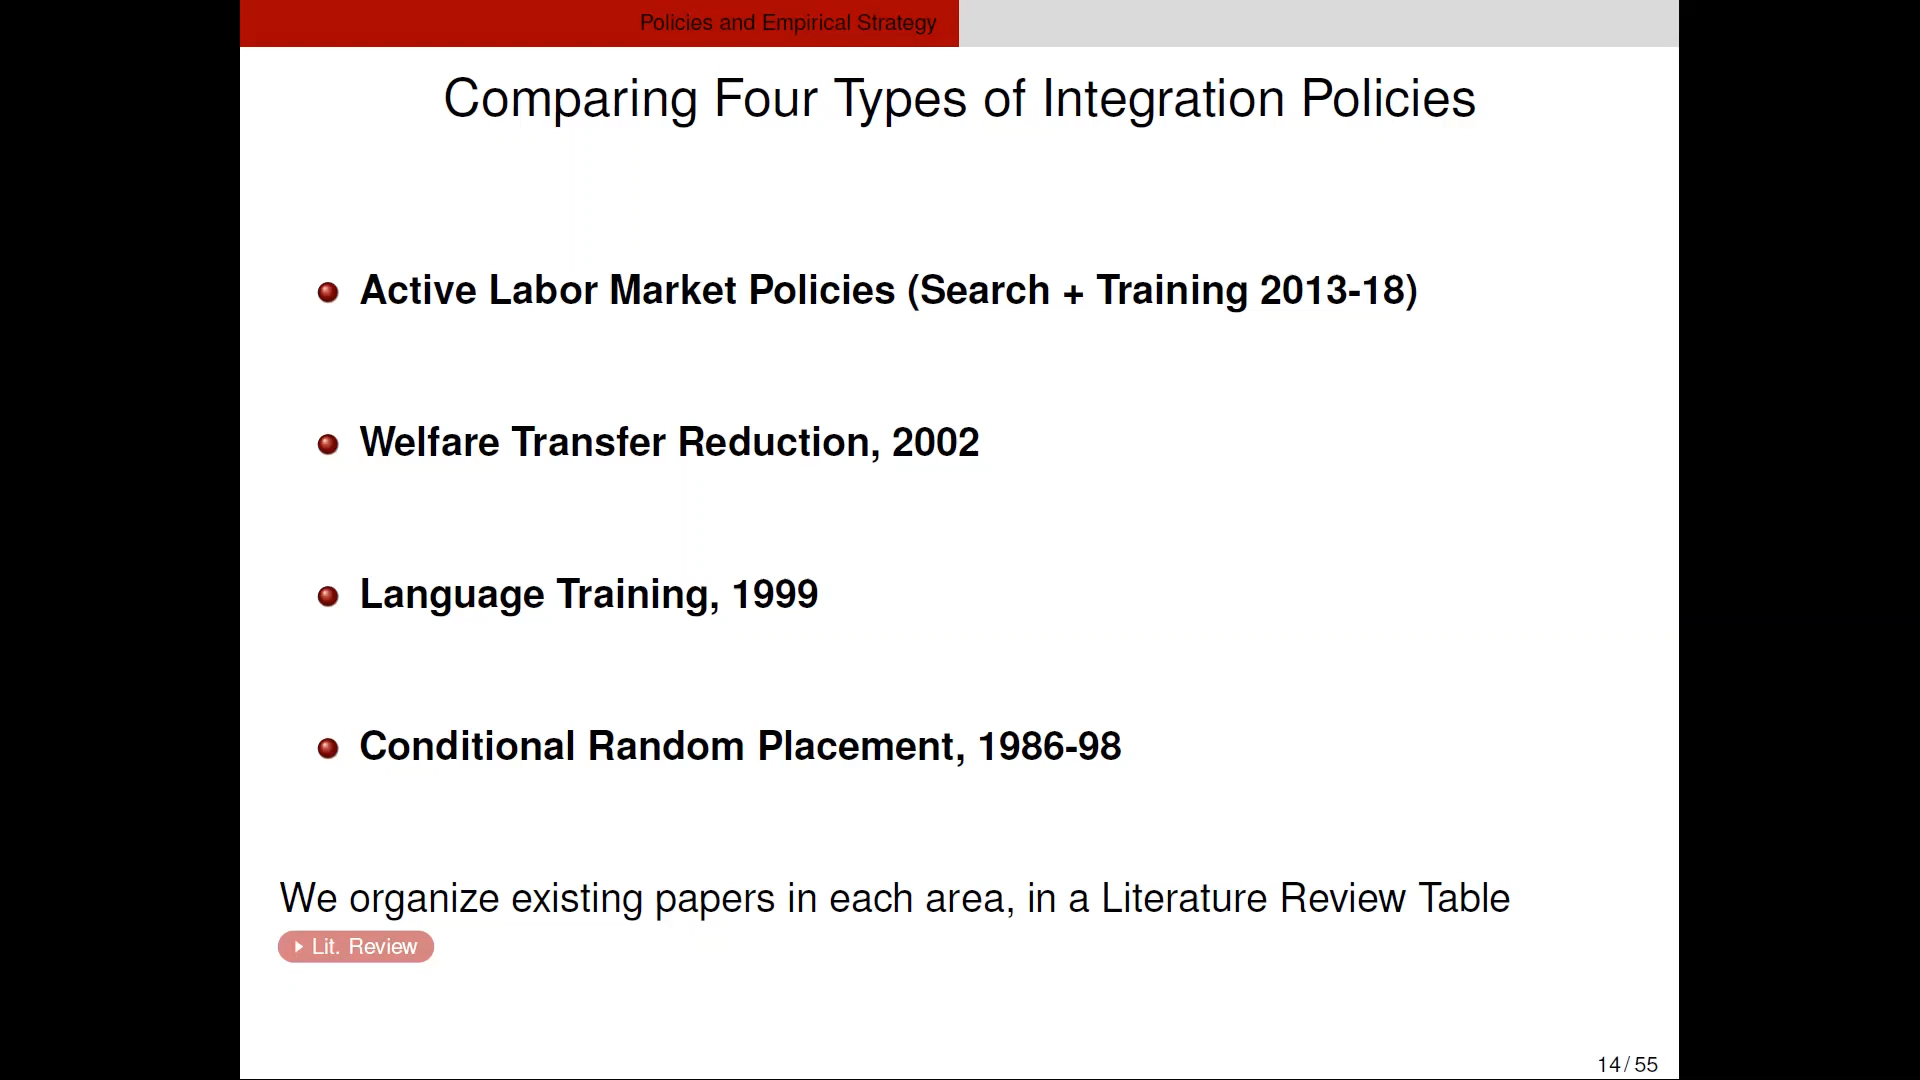 Policies and Empirical Strategy
Comparing Four Types of Integration Policies
Active Labor Market Policies (Search + Training 2013-18)
Welfare Transfer Reduction, 2002
Language Training, 1999
Conditional Random Placement, 1986-98
We organize existing papers in each area, in a Literature Review Table
Lit. Review
14 / 55